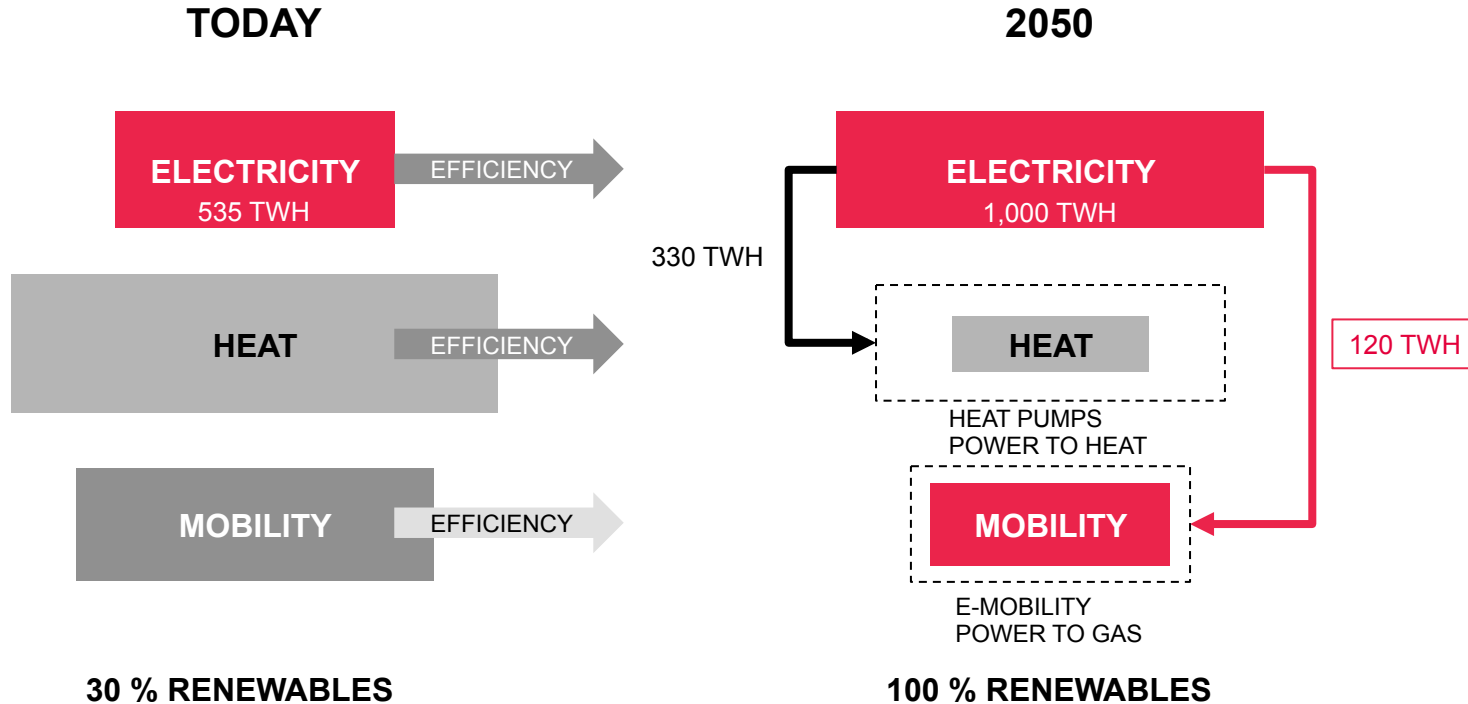 TODAY
2050
ELECTRICITY
535 TWH
EFFICIENCY
ELECTRICITY
1,000 TWH
330 TWH
HEAT
EFFICIENCY
HEAT
120 TWH
HEAT PUMPS
POWER TO HEAT
MOBILITY
EFFICIENCY
MOBILITY
E-MOBILITY
POWER TO GAS
30 % RENEWABLES
100 % RENEWABLES